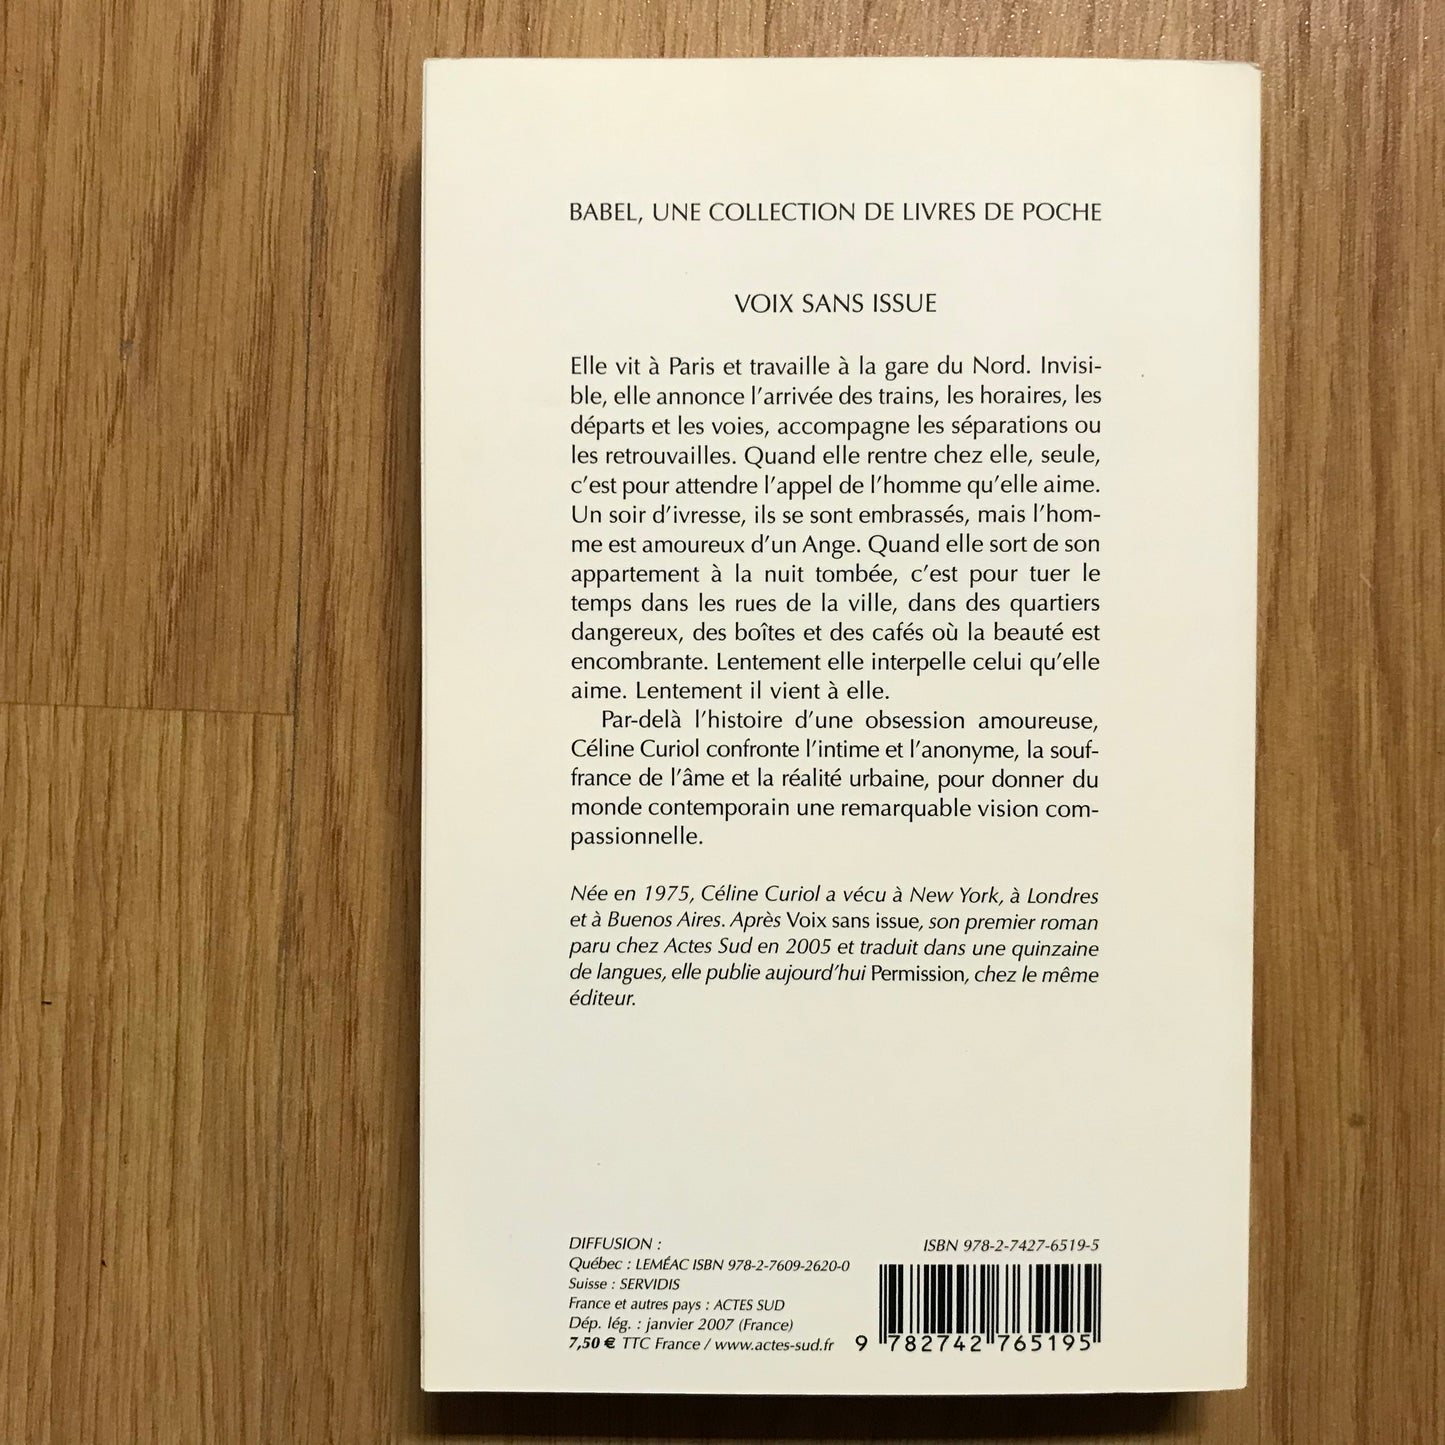 BABEL, UNE COLLECTION DE LIVRES DE POCHE
VOIX SANS ISSUE
Elle vit à Paris et travaille à la gare du Nord. Invisi-
ble, elle annonce l'arrivée des trains, les horaires, les
départs et les voies, accompagne les séparations ou
les retrouvailles. Quand elle rentre chez elle, seule,
c'est pour attendre l'appel de l'homme qu'elle aime.
Un soir d'ivresse, ils se sont embrassés, mais l'hom-
me est amoureux d'un Ange. Quand elle sort de son
appartement à la nuit tombée, c'est pour tuer le
temps dans les rues de la ville, dans des quartiers
dangereux, des boîtes et des cafés où la beauté est
encombrante. Lentement elle interpelle celui qu'elle
aime. Lentement il vient à elle.
Par-delà l'histoire d'une obsession amoureuse,
Céline Curiol confronte l'intime et l'anonyme, la souf-
france de l'âme et la réalité urbaine, pour donner du
monde contemporain une remarquable vision com-
passionnelle.
Née en 1975, Céline Curiol a vécu à New York, à Londres
et à Buenos Aires. Après Voix sans issue, son premier roman
paru chez Actes Sud en 2005 et traduit dans une quinzaine
de langues, elle publie aujourd'hui Permission, chez le même
éditeur.
DIFFUSION :
Québec : LEMÉAC ISBN 978-2-7609-2620-0
Suisse : SERVIDIS
France et autres pays : ACTES SUD
Dép. lég. : janvier 2007 (France)
7,50 € TTC France / www.actes-sud.fr
ISBN 978-2-7427-6519-5
9 782742 765195